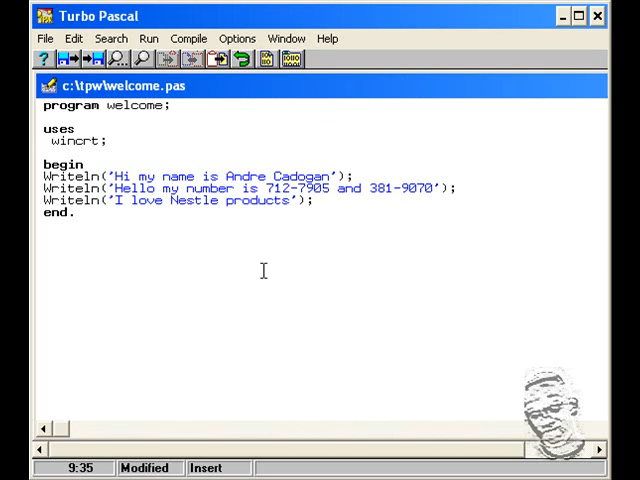 Turbo Pascal
File Edit Search Run Compile Options Window Help
c:\tpw\welcome.pas
program welcome;
uses
wincrt;
begin
Writeln('Hi my name is Andre Cadogan');
Writeln('Hello my number is 712-7905 and 381-9070');
Writeln('I love Nestle products');
end.
9:35 Modified Insert